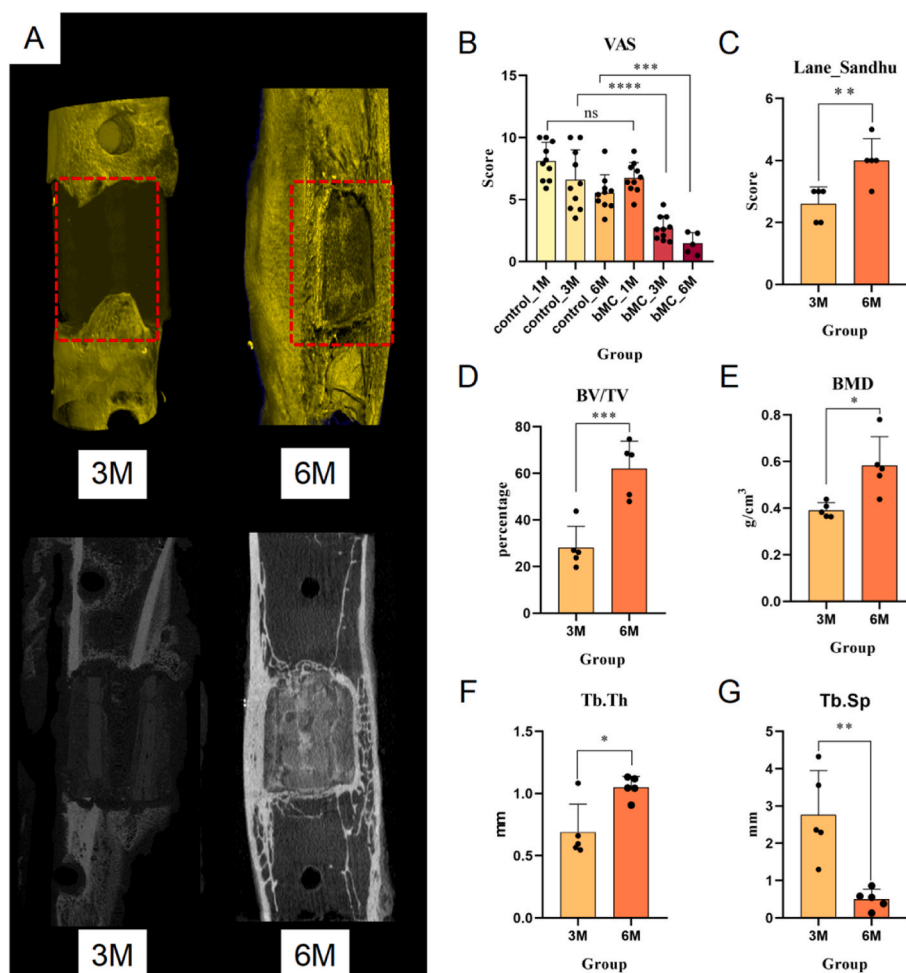 A
3M
6M
3M
6M
B
VAS
***
****
ns
Score
15
10
5
0
control_1M
control_3M
control_6M
bMC_1M
bMC_3M
bMC_6M
Group
C
Lane_Sandhu
**
Score
6
4
2
0
3M
6M
Group
D
BV/TV
***
percentage
80
60
40
20
0
3M
6M
Group
E
BMD
*
g/cm³
0.8
0.6
0.4
0.2
0.0
3M
6M
Group
F
Tb.Th
*
mm
1.5
1.0
0.5
0.0
3M
6M
Group
G
Tb.Sp
**
mm
5
4
3
2
1
0
3M
6M
Group